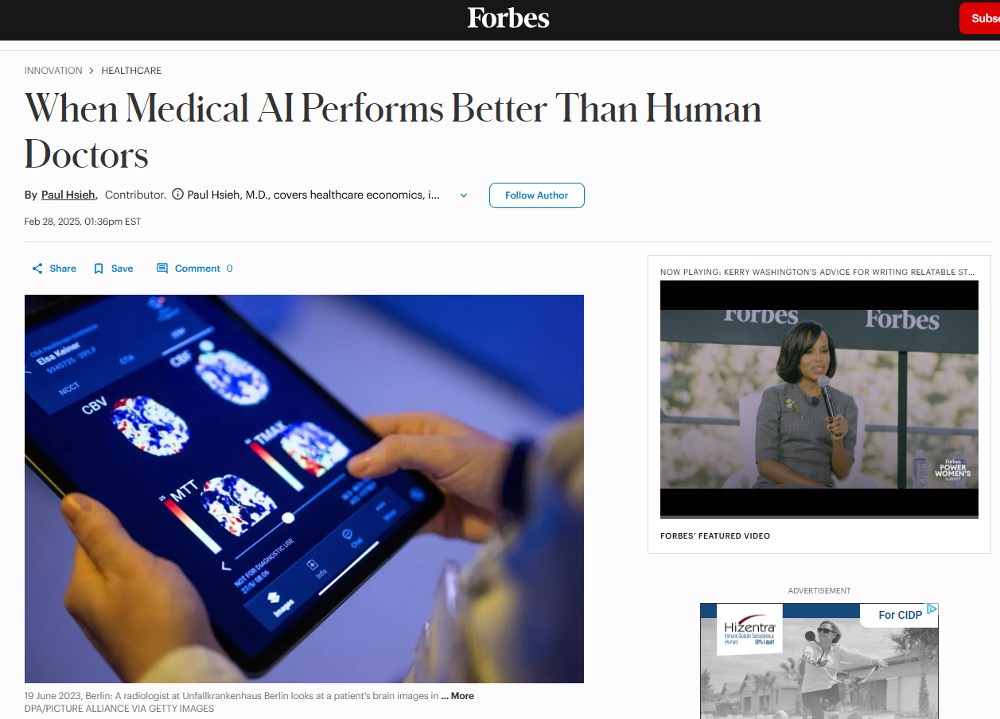 Forbes
Subs
INNOVATION > HEALTHCARE
When Medical AI Performs Better Than Human
Doctors
By Paul Hsieh, Contributor. Paul Hsieh, M.D., covers healthcare economics, i...
Follow Author
Feb 28, 2025, 01:36pm EST
Share Save Comment 0
NOW PLAYING: KERRY WASHINGTON'S ADVICE FOR WRITING RELATABLE ST...
Forbes Forbes
Forbes
POWER
WOMEN'S
SUMMIT
FORBES' FEATURED VIDEO
Elsa Keiner
CTA
NCCT
CBF
CBV
TMAX
MTT
25
NOT FOR DIAGNOSTIC USE
Chat
Info
Images
19 June 2023, Berlin: A radiologist at Unfallkrankenhaus Berlin looks at a patient's brain images in ... More
DPA/PICTURE ALLIANCE VIA GETTY IMAGES
ADVERTISEMENT
Hizentra
Immune Globulin Subcutaneous
(Human) 20% Liquid
For CIDP